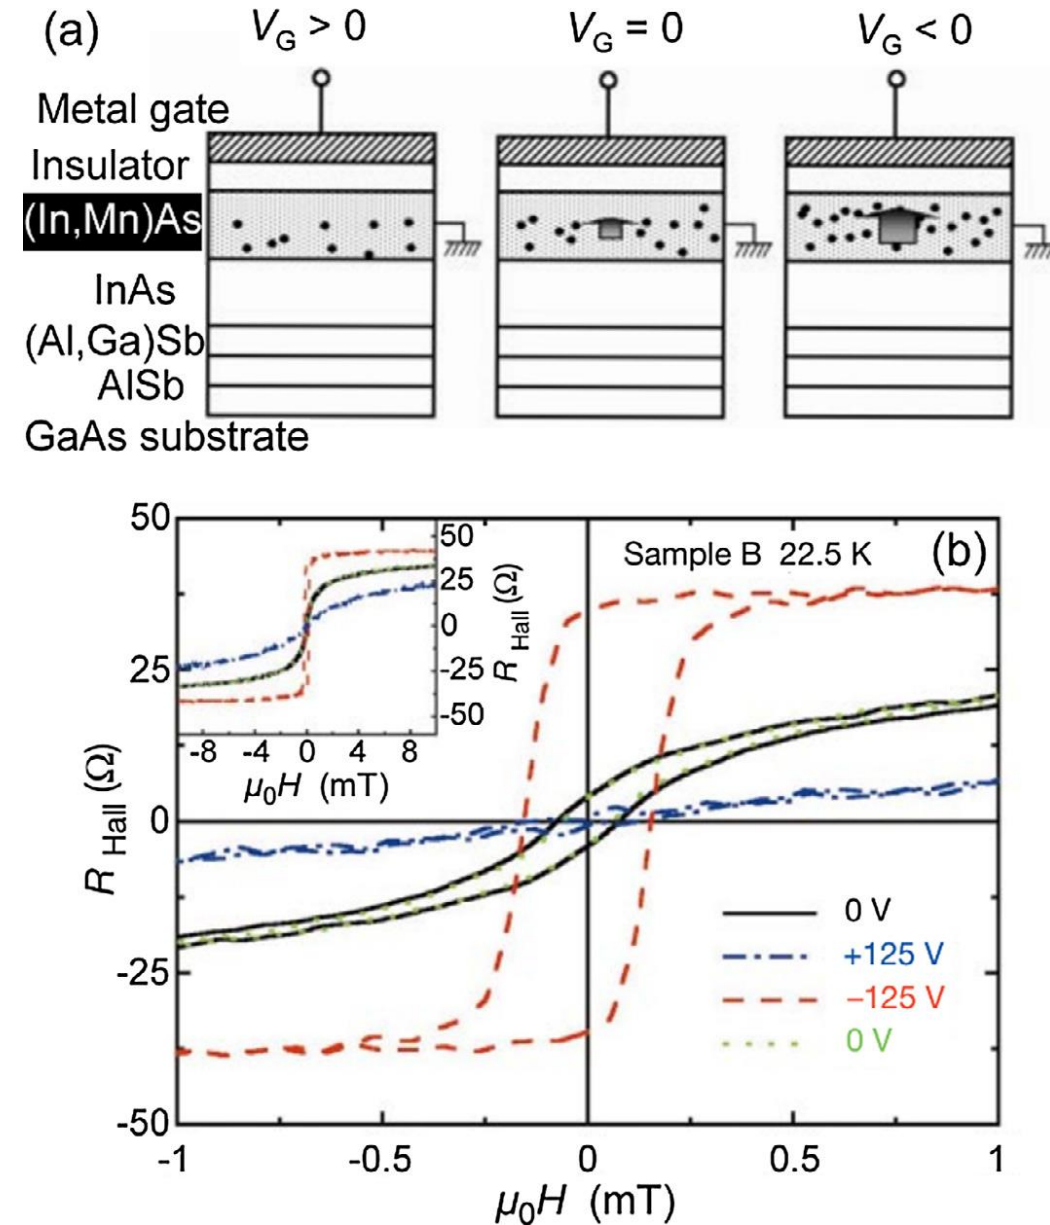 (a)
V_G > 0
V_G = 0
V_G < 0
Metal gate
Insulator
(In,Mn)As
InAs
(Al,Ga)Sb
AlSb
GaAs substrate
(b)
Sample B 22.5 K
50
25
0
-25
-50
R_Hall (Ω)
-1
-0.5
0
0.5
1
μ₀H (mT)
50
25
0
-25
-50
R_Hall (Ω)
-8
-4
0
4
8
μ₀H (mT)
0 V
+125 V
–125 V
0 V